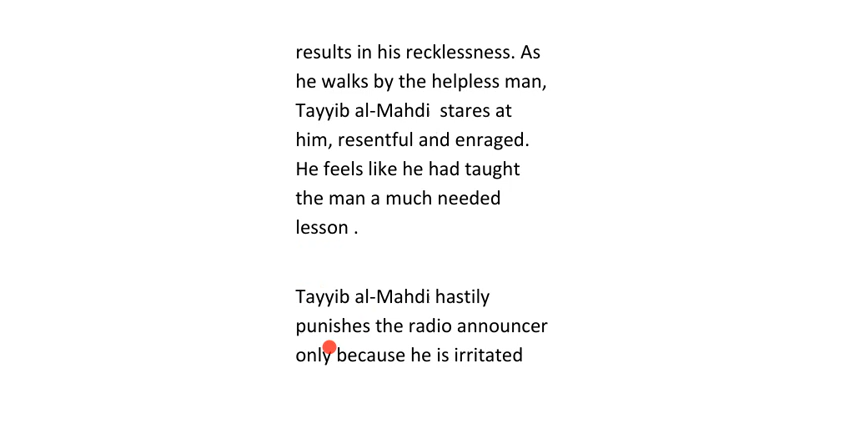 results in his recklessness. As
he walks by the helpless man,
Tayyib al-Mahdi  stares at
him, resentful and enraged.
He feels like he had taught
the man a much needed
lesson .
Tayyib al-Mahdi hastily
punishes the radio announcer
only because he is irritated